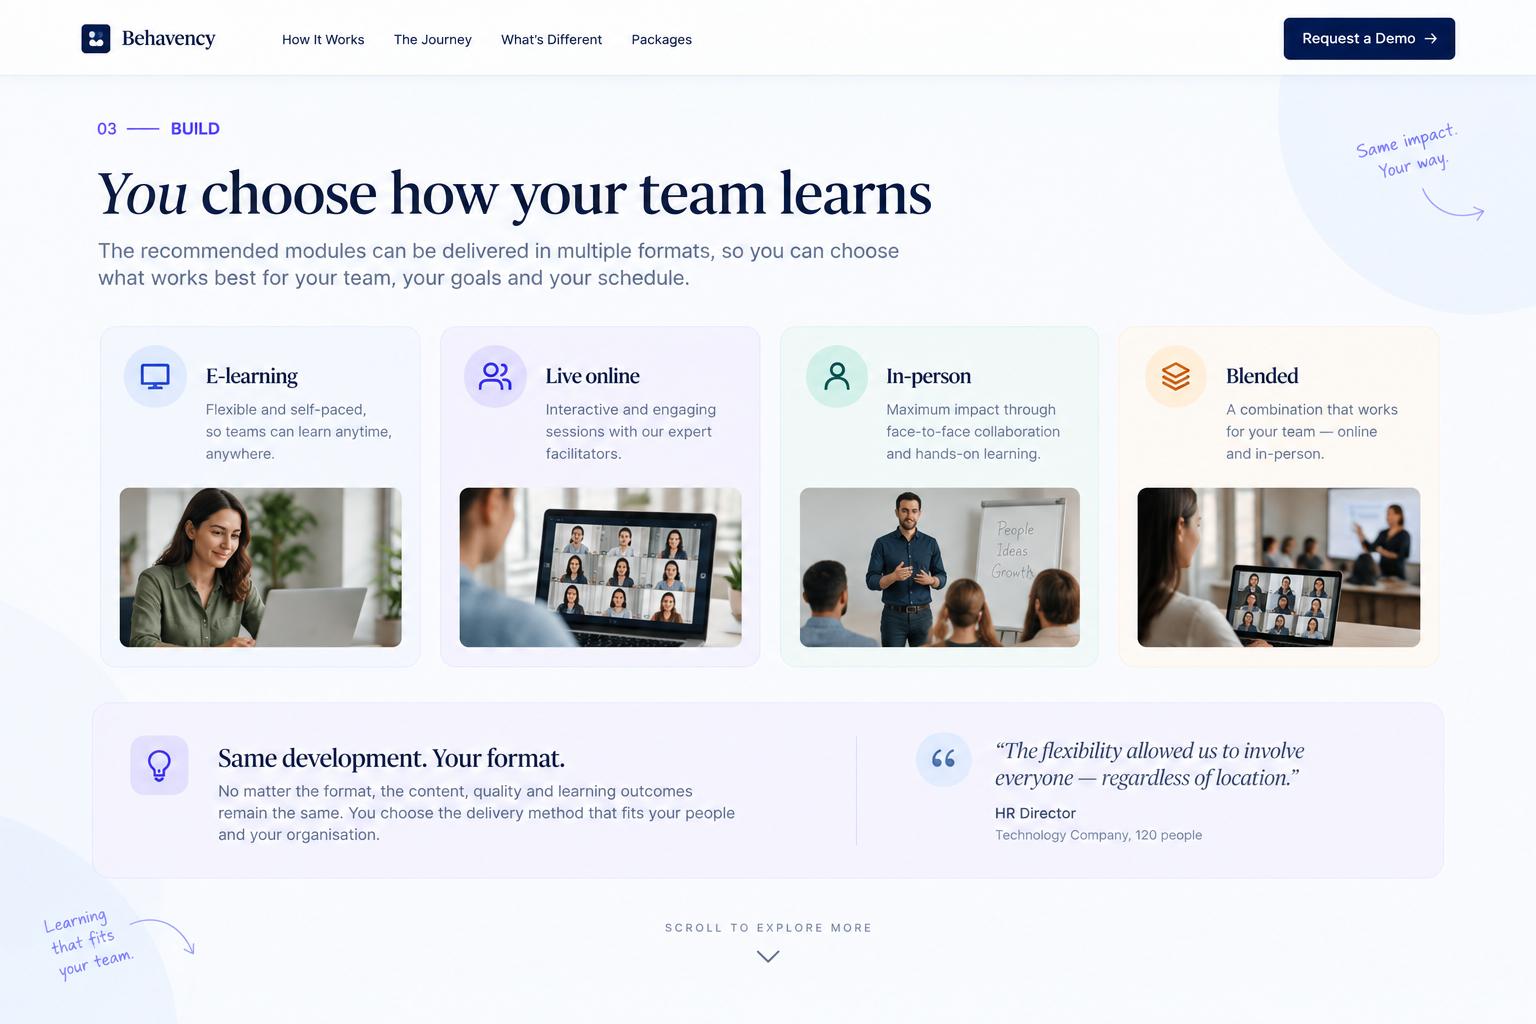 Behavency
How It Works
The Journey
What's Different
Packages
Request a Demo →
Same impact.
Your way.
03 — BUILD
You choose how your team learns
The recommended modules can be delivered in multiple formats, so you can choose
what works best for your team, your goals and your schedule.
E-learning
Flexible and self-paced,
so teams can learn anytime,
anywhere.
Live online
Interactive and engaging
sessions with our expert
facilitators.
In-person
Maximum impact through
face-to-face collaboration
and hands-on learning.
People
Ideas
Growth
Blended
A combination that works
for your team — online
and in-person.
Same development. Your format.
No matter the format, the content, quality and learning outcomes
remain the same. You choose the delivery method that fits your people
and your organisation.
“The flexibility allowed us to involve
everyone — regardless of location.”
HR Director
Technology Company, 120 people
Learning
that fits
your team.
SCROLL TO EXPLORE MORE